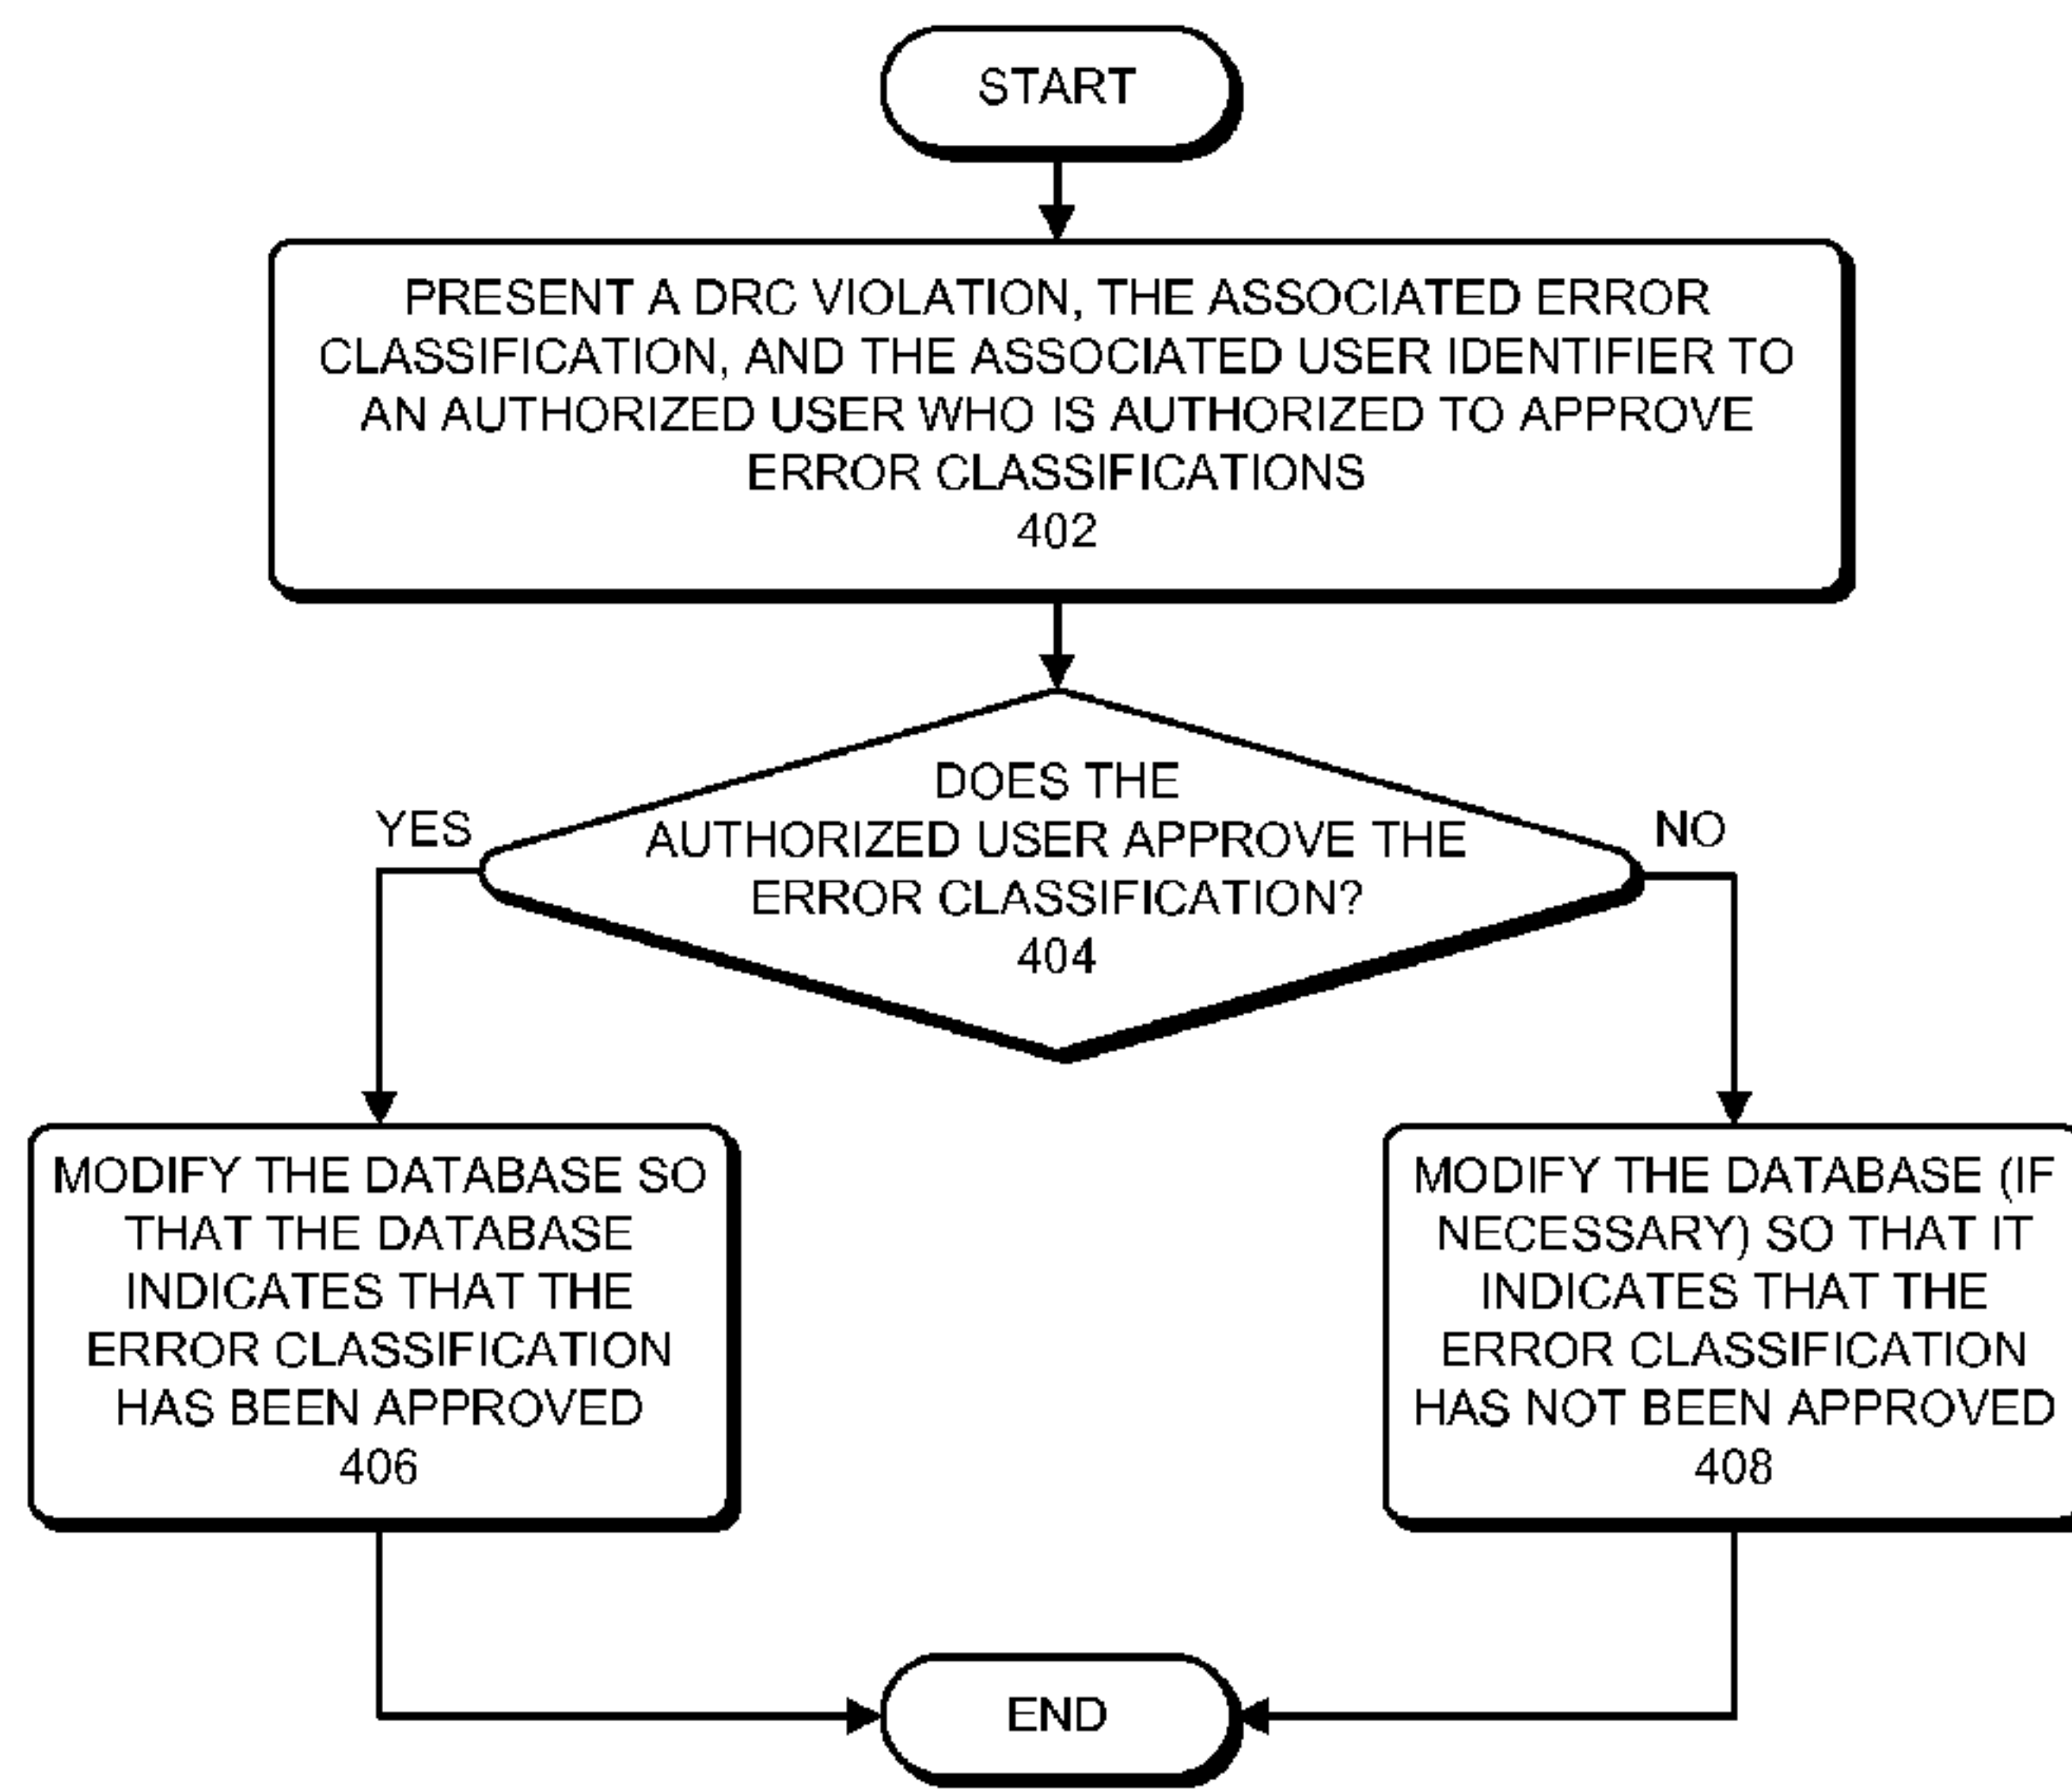 START
PRESENT A DRC VIOLATION, THE ASSOCIATED ERROR
CLASSIFICATION, AND THE ASSOCIATED USER IDENTIFIER TO
AN AUTHORIZED USER WHO IS AUTHORIZED TO APPROVE
ERROR CLASSIFICATIONS
402
DOES THE
AUTHORIZED USER APPROVE THE
ERROR CLASSIFICATION?
404
YES
NO
MODIFY THE DATABASE SO
THAT THE DATABASE
INDICATES THAT THE
ERROR CLASSIFICATION
HAS BEEN APPROVED
406
MODIFY THE DATABASE (IF
NECESSARY) SO THAT IT
INDICATES THAT THE
ERROR CLASSIFICATION
HAS NOT BEEN APPROVED
408
END